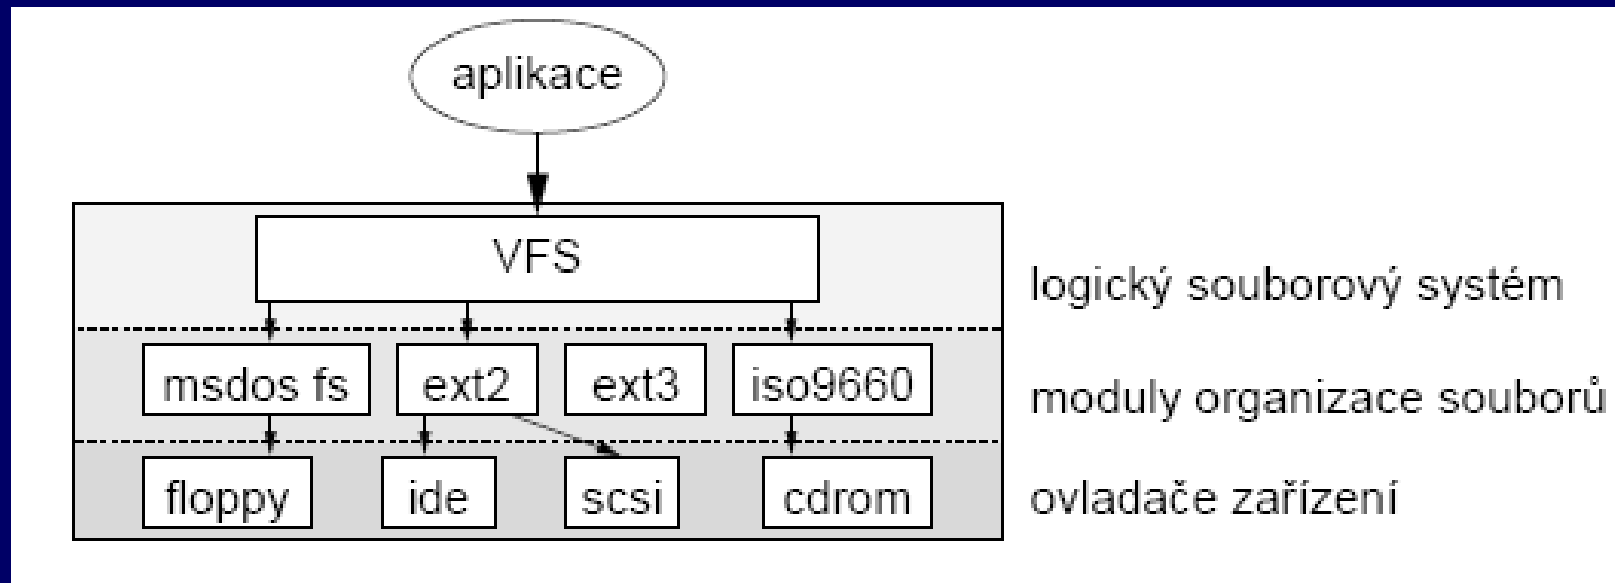 aplikace
VFS
logický souborový systém
msdos fs ext2 ext3 iso9660
moduly organizace souborů
floppy ide scsi cdrom
ovladače zařízení